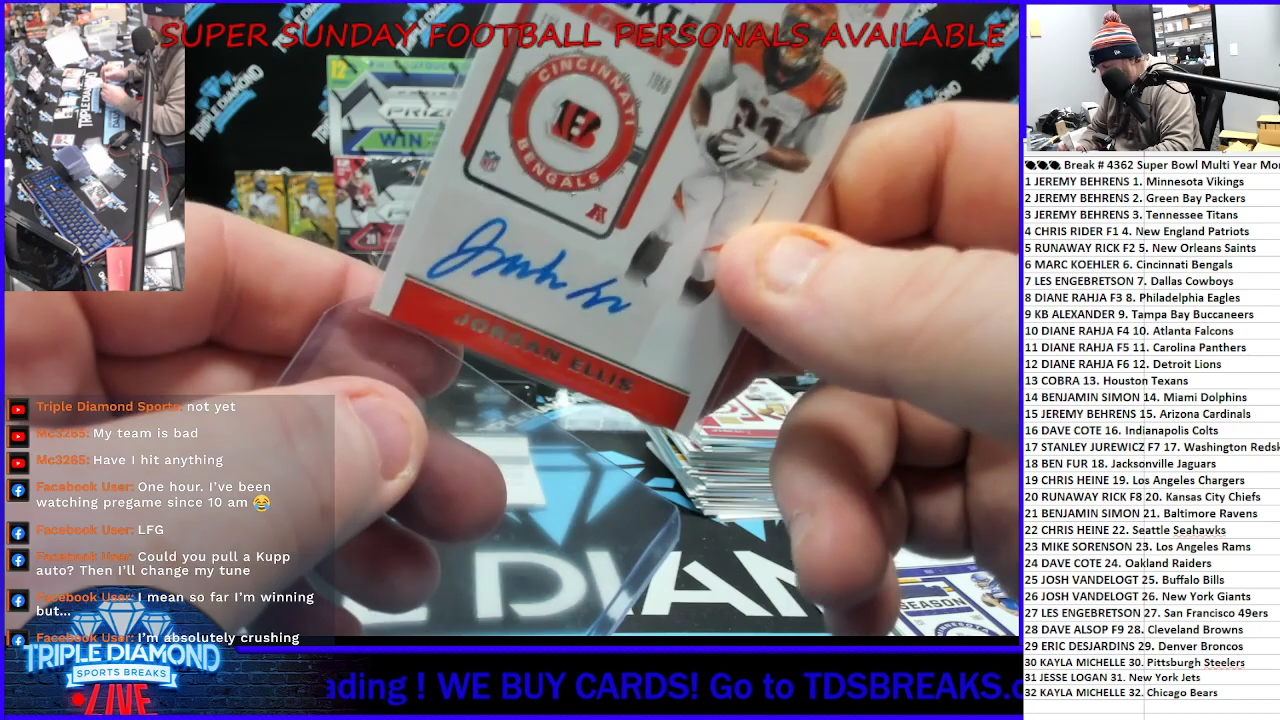 SUPER SUNDAY FOOTBALL PERSONALS AVAILABLE
TRIPLE DIAMOND
12
PRIZM
WIN
CINCINNATI
BENGALS
NFL
JORDAN ELLIS
SEASON
Triple Diamond Sports: not yet
Mc3265: My team is bad
Mc3265: Have I hit anything
Facebook User: One hour. I've been
watching pregame since 10 am 😂
Facebook User: LFG
Facebook User: Could you pull a Kupp
auto? Then I'll change my tune
Facebook User: I mean so far I'm winning
but...
Facebook User: I'm absolutely crushing
TRIPLE DIAMOND
SPORTS BREAKS
LIVE
ading ! WE BUY CARDS! Go to TDSBREAKS.c
Break # 4362 Super Bowl Multi Year Mo
1 JEREMY BEHRENS 1. Minnesota Vikings
2 JEREMY BEHRENS 2. Green Bay Packers
3 JEREMY BEHRENS 3. Tennessee Titans
4 CHRIS RIDER F1 4. New England Patriots
5 RUNAWAY RICK F2 5. New Orleans Saints
6 MARC KOEHLER 6. Cincinnati Bengals
7 LES ENGEBRETSON 7. Dallas Cowboys
8 DIANE RAHJA F3 8. Philadelphia Eagles
9 KB ALEXANDER 9. Tampa Bay Buccaneers
10 DIANE RAHJA F4 10. Atlanta Falcons
11 DIANE RAHJA F5 11. Carolina Panthers
12 DIANE RAHJA F6 12. Detroit Lions
13 COBRA 13. Houston Texans
14 BENJAMIN SIMON 14. Miami Dolphins
15 JEREMY BEHRENS 15. Arizona Cardinals
16 DAVE COTE 16. Indianapolis Colts
17 STANLEY JUREWICZ F7 17. Washington Redsk
18 BEN FUR 18. Jacksonville Jaguars
19 CHRIS HEINE 19. Los Angeles Chargers
20 RUNAWAY RICK F8 20. Kansas City Chiefs
21 BENJAMIN SIMON 21. Baltimore Ravens
22 CHRIS HEINE 22. Seattle Seahawks
23 MIKE SORENSON 23. Los Angeles Rams
24 DAVE COTE 24. Oakland Raiders
25 JOSH VANDELOGT 25. Buffalo Bills
26 JOSH VANDELOGT 26. New York Giants
27 LES ENGEBRETSON 27. San Francisco 49ers
28 DAVE ALSOP F9 28. Cleveland Browns
29 ERIC DICKSON 29. Denver Broncos
30 KAYLA MICHELLE 30. Pittsburgh Steelers
31 JESSE LOGAN 31. New York Jets
32 KAYLA MICHELLE 32. Chicago Bears